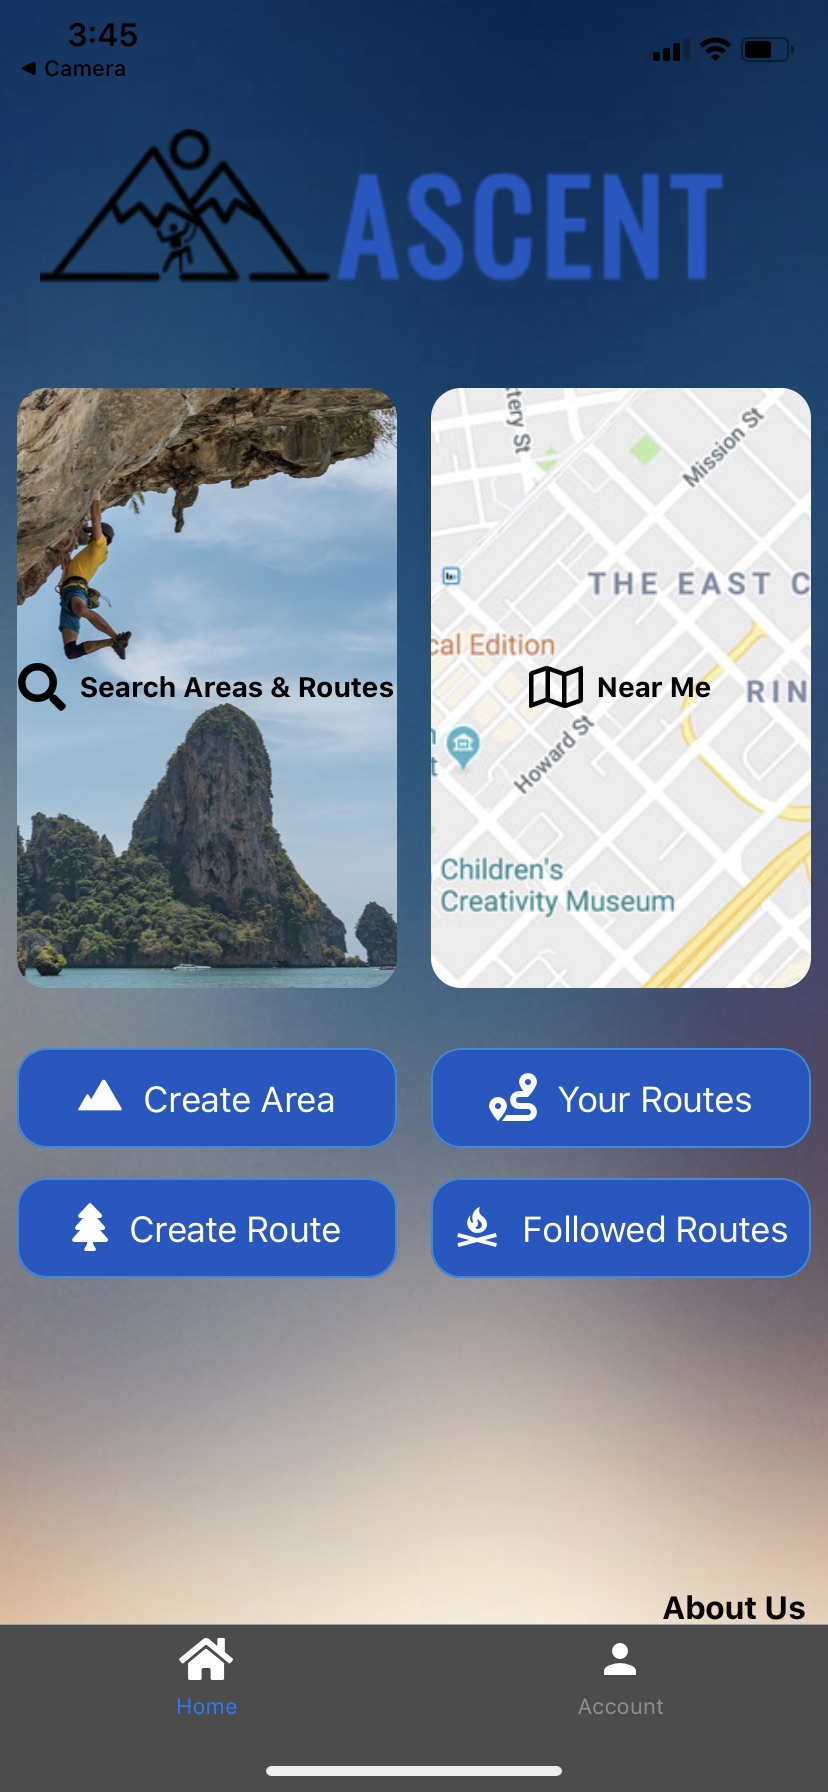 3:45
Camera
ASCENT
Search Areas & Routes
tery St
Mission St
THE EAST C
cal Edition
Near Me
RIN
Howard St
Children's
Creativity Museum
Create Area
Your Routes
Create Route
Followed Routes
About Us
Home
Account